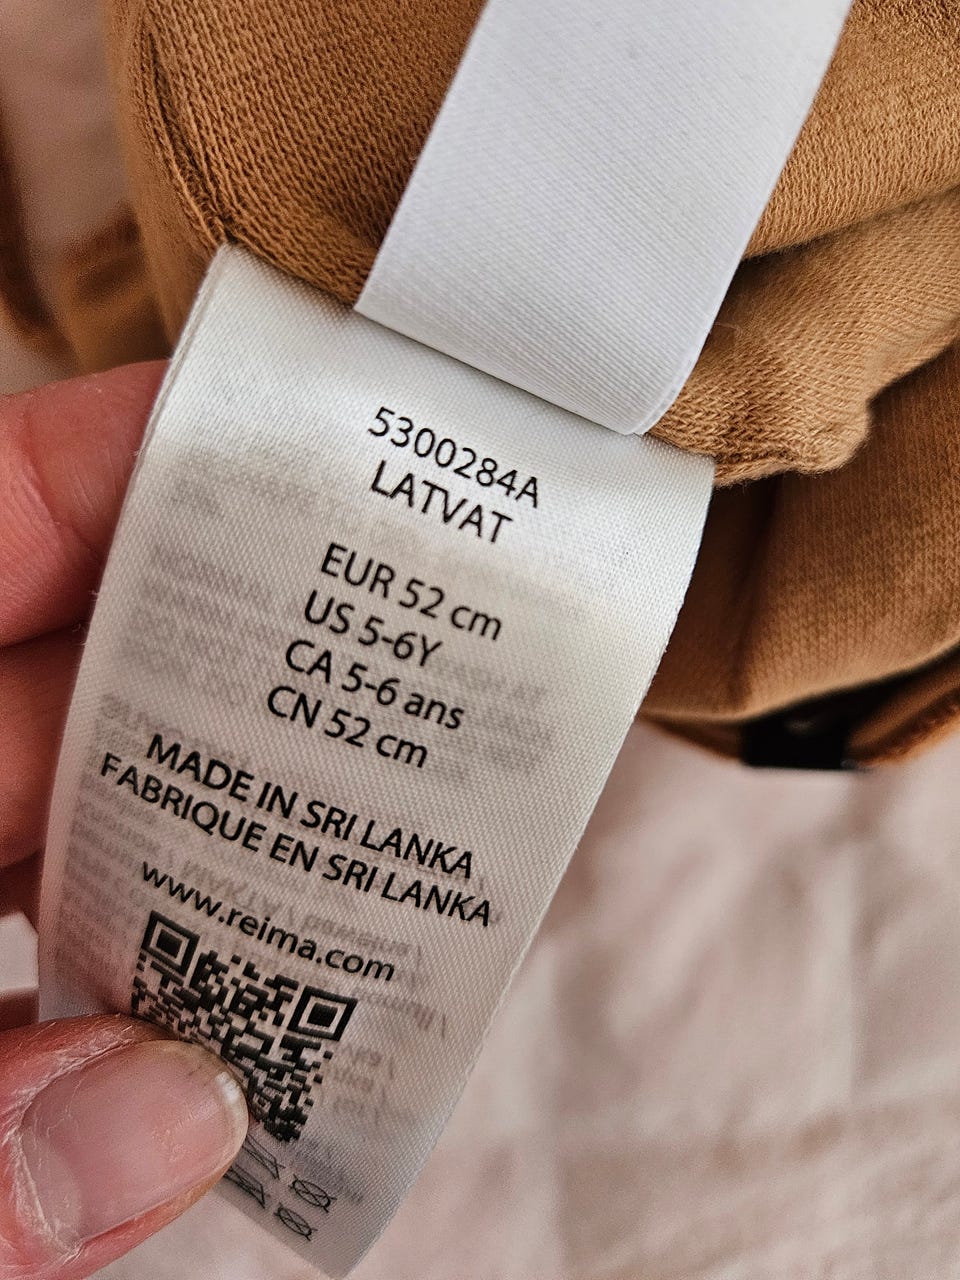 5300284A
LATVAT
EUR 52 cm
US 5-6Y
CA 5-6 ans
CN 52 cm
MADE IN SRI LANKA
FABRIQUE EN SRI LANKA
www.reima.com